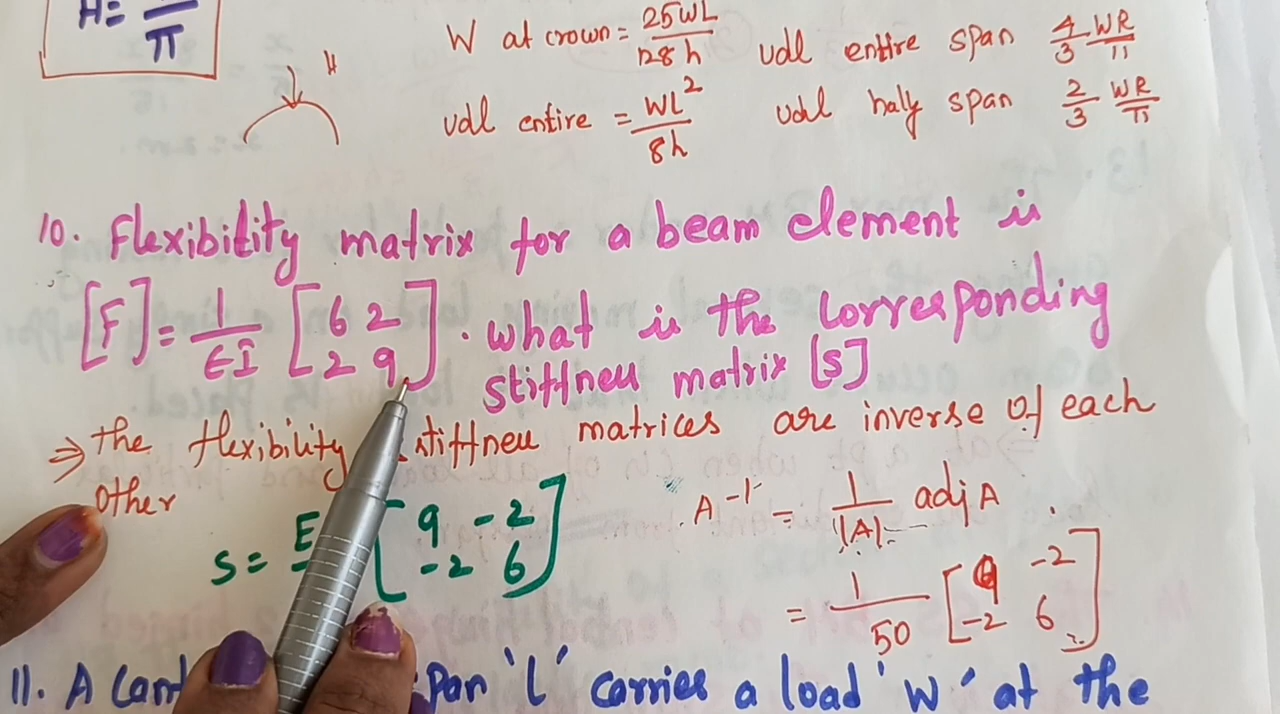 H=
π
H
W at crown = 25WL / 128 h
udl entire span 4/3 WR/π
udl entire = WL² / 8h
udl half span 2/3 WR/π
10. Flexibility matrix for a beam element is
[F] = 1/EI [6 2
2 9] . what is the corresponding
stiffness matrix [S]
⇒ the flexibility stiffness matrices are inverse of each
other
S = E [9 -2
-2 6]
A⁻¹ = 1/|A| adj A
= 1/50 [9 -2
-2 6]
11. A 'L' carries a load 'W' at the